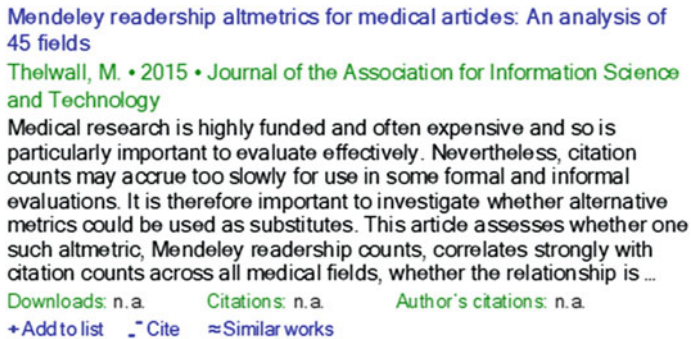 Mendeley readership altmetrics for medical articles: An analysis of
45 fields
Thelwall, M. • 2015 • Journal of the Association for Information Science
and Technology
Medical research is highly funded and often expensive and so is
particularly important to evaluate effectively. Nevertheless, citation
counts may accrue too slowly for use in some formal and informal
evaluations. It is therefore important to investigate whether alternative
metrics could be used as substitutes. This article assesses whether one
such altmetric, Mendeley readership counts, correlates strongly with
citation counts across all medical fields, whether the relationship is ...
Downloads: n.a. Citations: n.a. Author's citations: n.a.
+Add to list Cite ≈Similar works